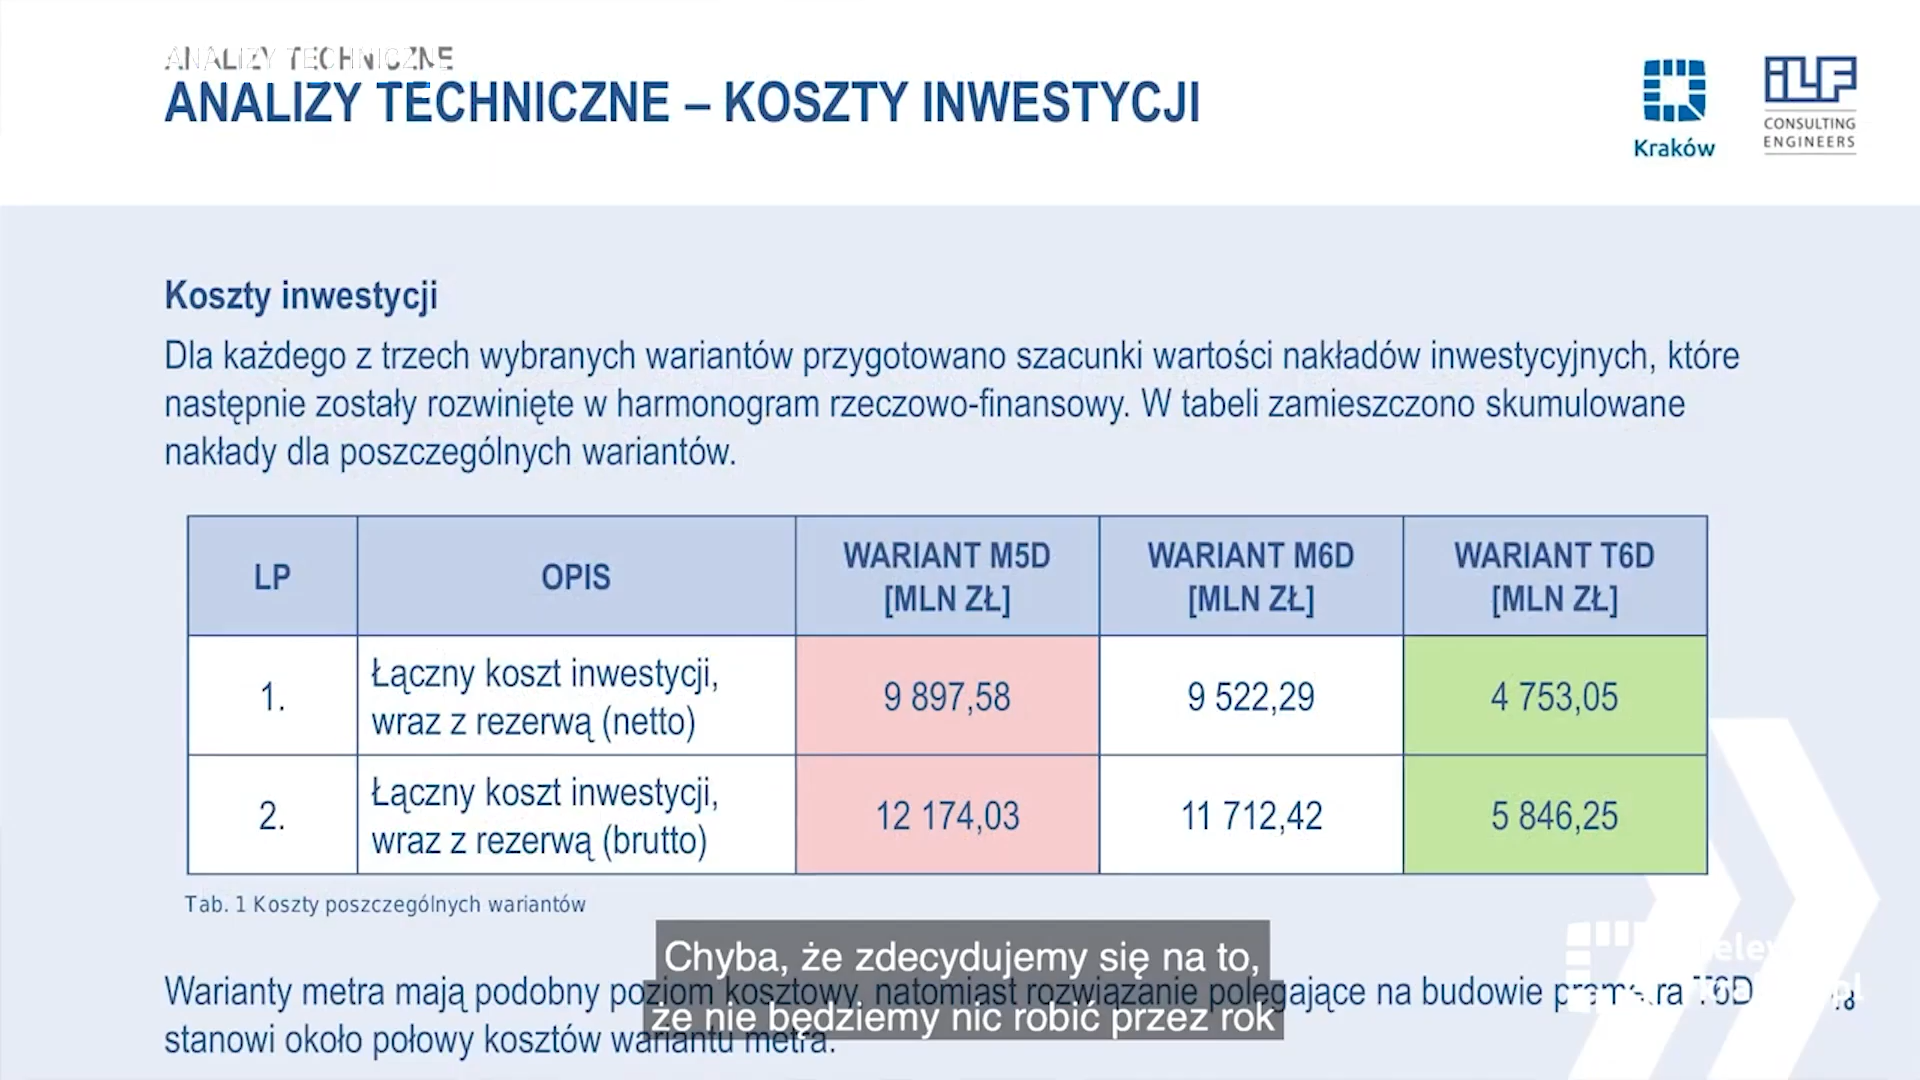 ANALIZY TECHNICZNE
ANALIZY TECHNICZNE – KOSZTY INWESTYCJI
Kraków
iLF
CONSULTING
ENGINEERS
Koszty inwestycji
Dla każdego z trzech wybranych wariantów przygotowano szacunki wartości nakładów inwestycyjnych, które
następnie zostały rozwinięte w harmonogram rzeczowo-finansowy. W tabeli zamieszczono skumulowane
nakłady dla poszczególnych wariantów.
LP
OPIS
WARIANT M5D
[MLN ZŁ]
WARIANT M6D
[MLN ZŁ]
WARIANT T6D
[MLN ZŁ]
1.
Łączny koszt inwestycji,
wraz z rezerwą (netto)
9 897,58
9 522,29
4 753,05
2.
Łączny koszt inwestycji,
wraz z rezerwą (brutto)
12 174,03
11 712,42
5 846,25
Tab. 1 Koszty poszczególnych wariantów
Warianty metra mają podobny poziom kosztowy, natomiast rozwiązanie polegające na budowie T6D
stanowi około połowy kosztów wariantu metra.
Chyba, że zdecydujemy się na to,
że nie będziemy nic robić przez rok